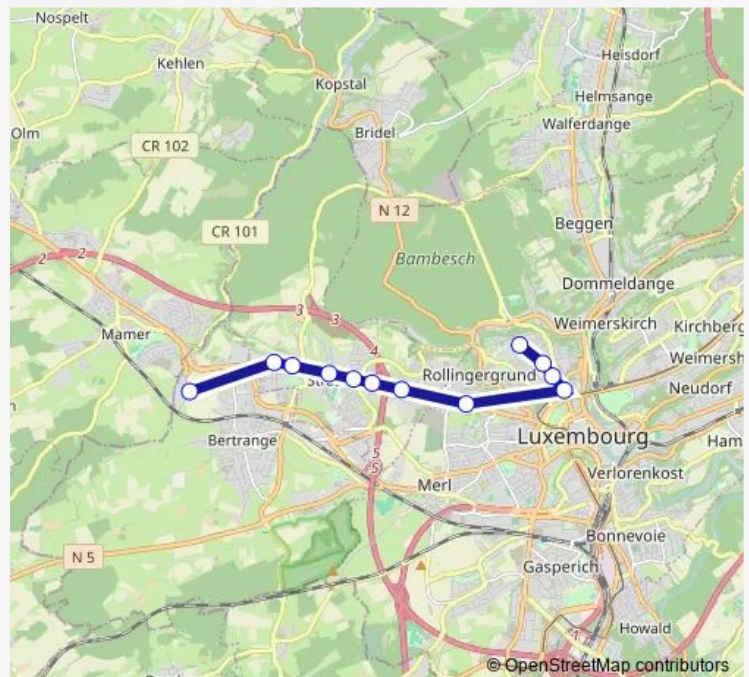 Nospelt
Heisdorf
Kehlen
Kopstal
Helmsange
Olm
Bridel
Walferdange
CR 102
N 12
Beggen
CR 101
2
2
Bambësch
Dommeldange
3
3
Weimerskirch
Kirchberg
Mamer
4
Weimersh
Rollingergrund
Neudorf
Bertrange
Luxembourg
Ham
5
5
Verlorenkost
Merl
N 5
Bonnevoie
Gasperich
1
Howald
© OpenStreetMap contributors